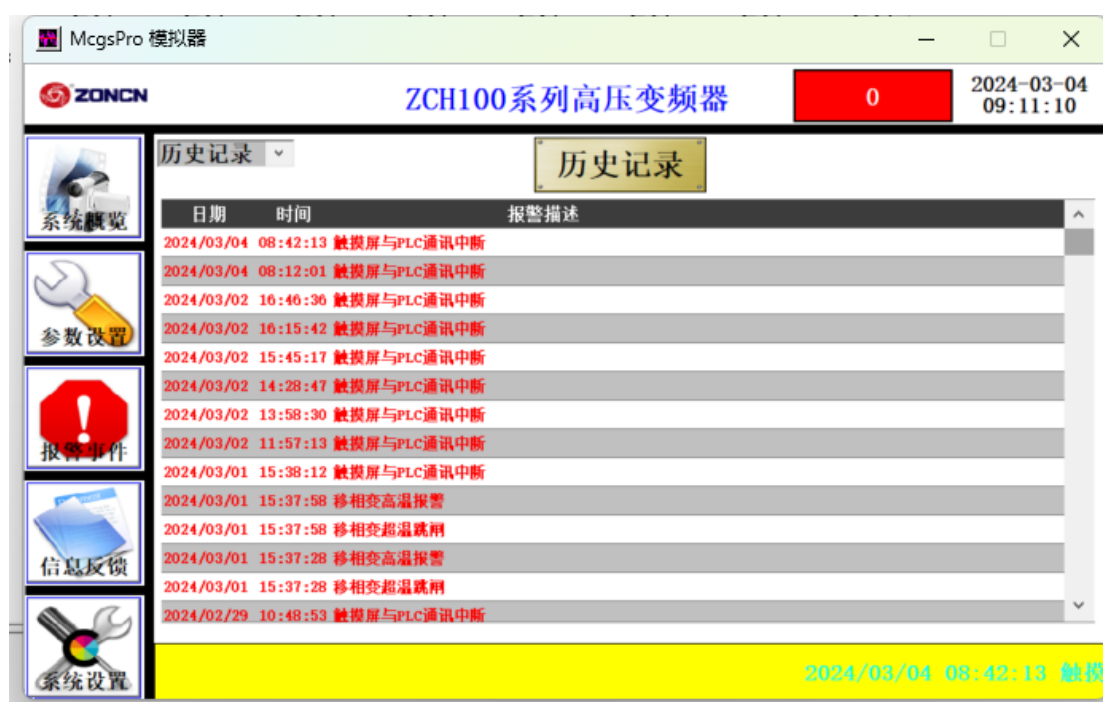 McgsPro 模拟器
ZONCN
ZCH100系列高压变频器
0
2024-03-04
09:11:10
历史记录
历史记录
系统概览
参数设置
报警事件
信息反馈
系统设置
日期 时间 报警描述
2024/03/04 08:42:13 触摸屏与PLC通讯中断
2024/03/04 08:12:01 触摸屏与PLC通讯中断
2024/03/02 16:46:36 触摸屏与PLC通讯中断
2024/03/02 16:15:42 触摸屏与PLC通讯中断
2024/03/02 15:45:17 触摸屏与PLC通讯中断
2024/03/02 14:28:47 触摸屏与PLC通讯中断
2024/03/02 13:58:30 触摸屏与PLC通讯中断
2024/03/02 11:57:13 触摸屏与PLC通讯中断
2024/03/01 15:38:12 触摸屏与PLC通讯中断
2024/03/01 15:37:58 移相变高温报警
2024/03/01 15:37:58 移相变超温跳闸
2024/03/01 15:37:28 移相变高温报警
2024/03/01 15:37:28 移相变超温跳闸
2024/02/29 10:48:53 触摸屏与PLC通讯中断
2024/03/04 08:42:13 触摸